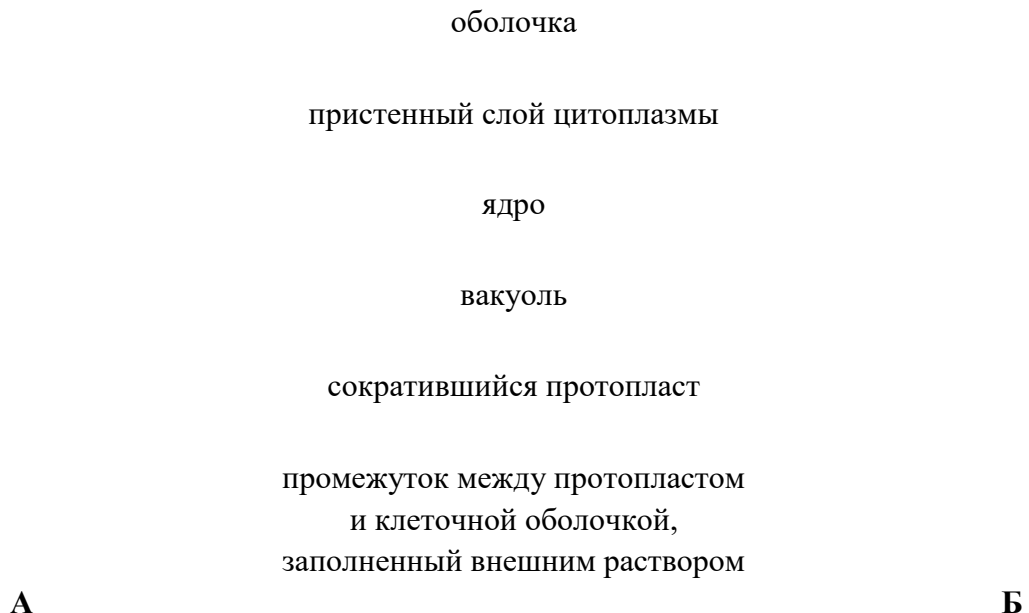 оболочка
пристенный слой цитоплазмы
ядро
вакуоль
сократившийся протопласт
промежуток между протопластом
и клеточной оболочкой,
заполненный внешним раствором
А Б